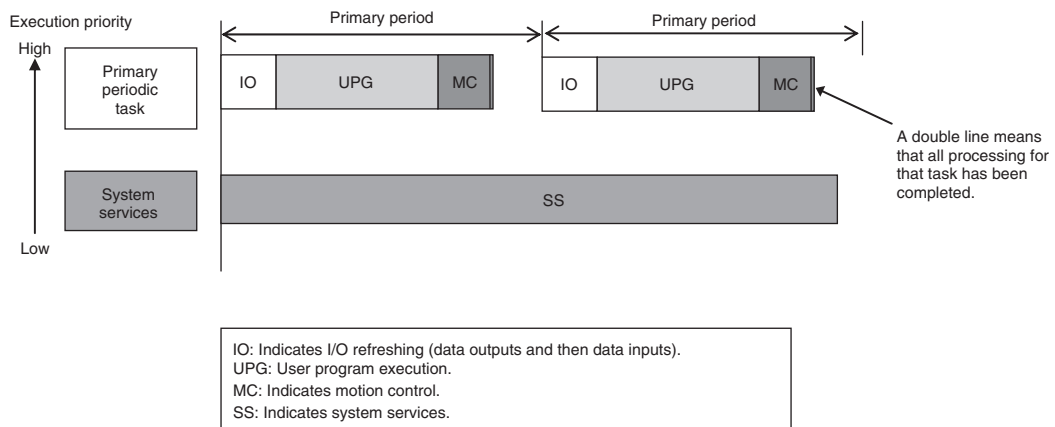 Execution priority
High
Low
Primary
periodic
task
System
services
Primary period
Primary period
IO
UPG
MC
IO
UPG
MC
SS
A double line means
that all processing for
that task has been
completed.
IO: Indicates I/O refreshing (data outputs and then data inputs).
UPG: User program execution.
MC: Indicates motion control.
SS: Indicates system services.